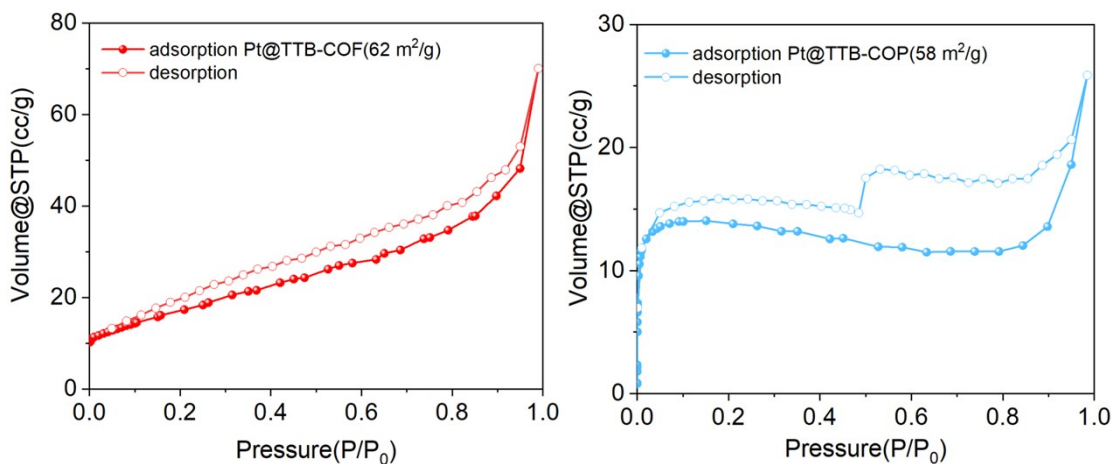 80
60
40
20
0
Volume@STP(cc/g)
adsorption Pt@TTB-COF(62 m²/g)
desorption
0.0 0.2 0.4 0.6 0.8 1.0
Pressure(P/P₀)
30
20
10
0
Volume@STP(cc/g)
adsorption Pt@TTB-COP(58 m²/g)
desorption
0.0 0.2 0.4 0.6 0.8 1.0
Pressure(P/P₀)